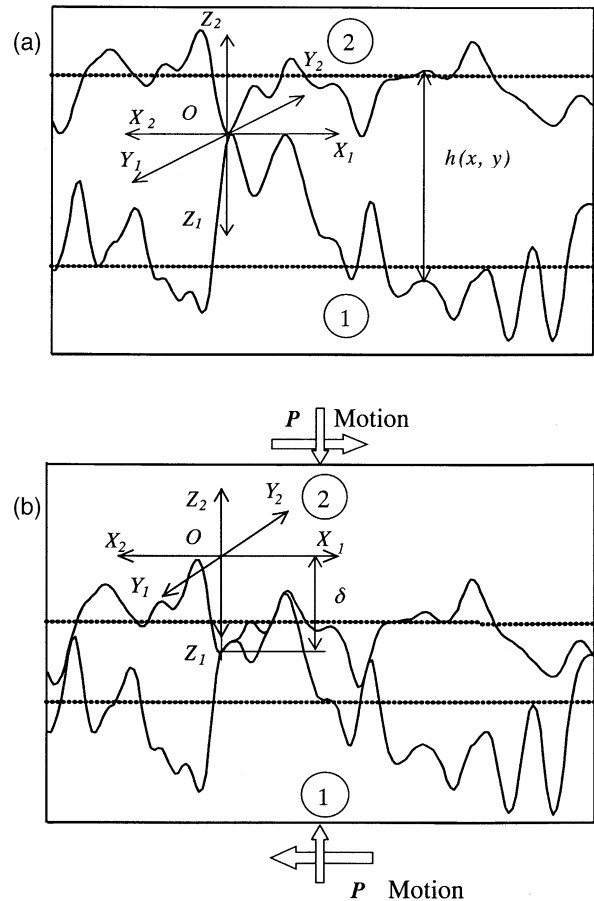 (a)
Z2
2
Y2
X2
O
X1
Y1
h(x, y)
Z1
1
P Motion
(b)
Z2
Y2
2
X2
O
X1
Y1
δ
Z1
1
P Motion